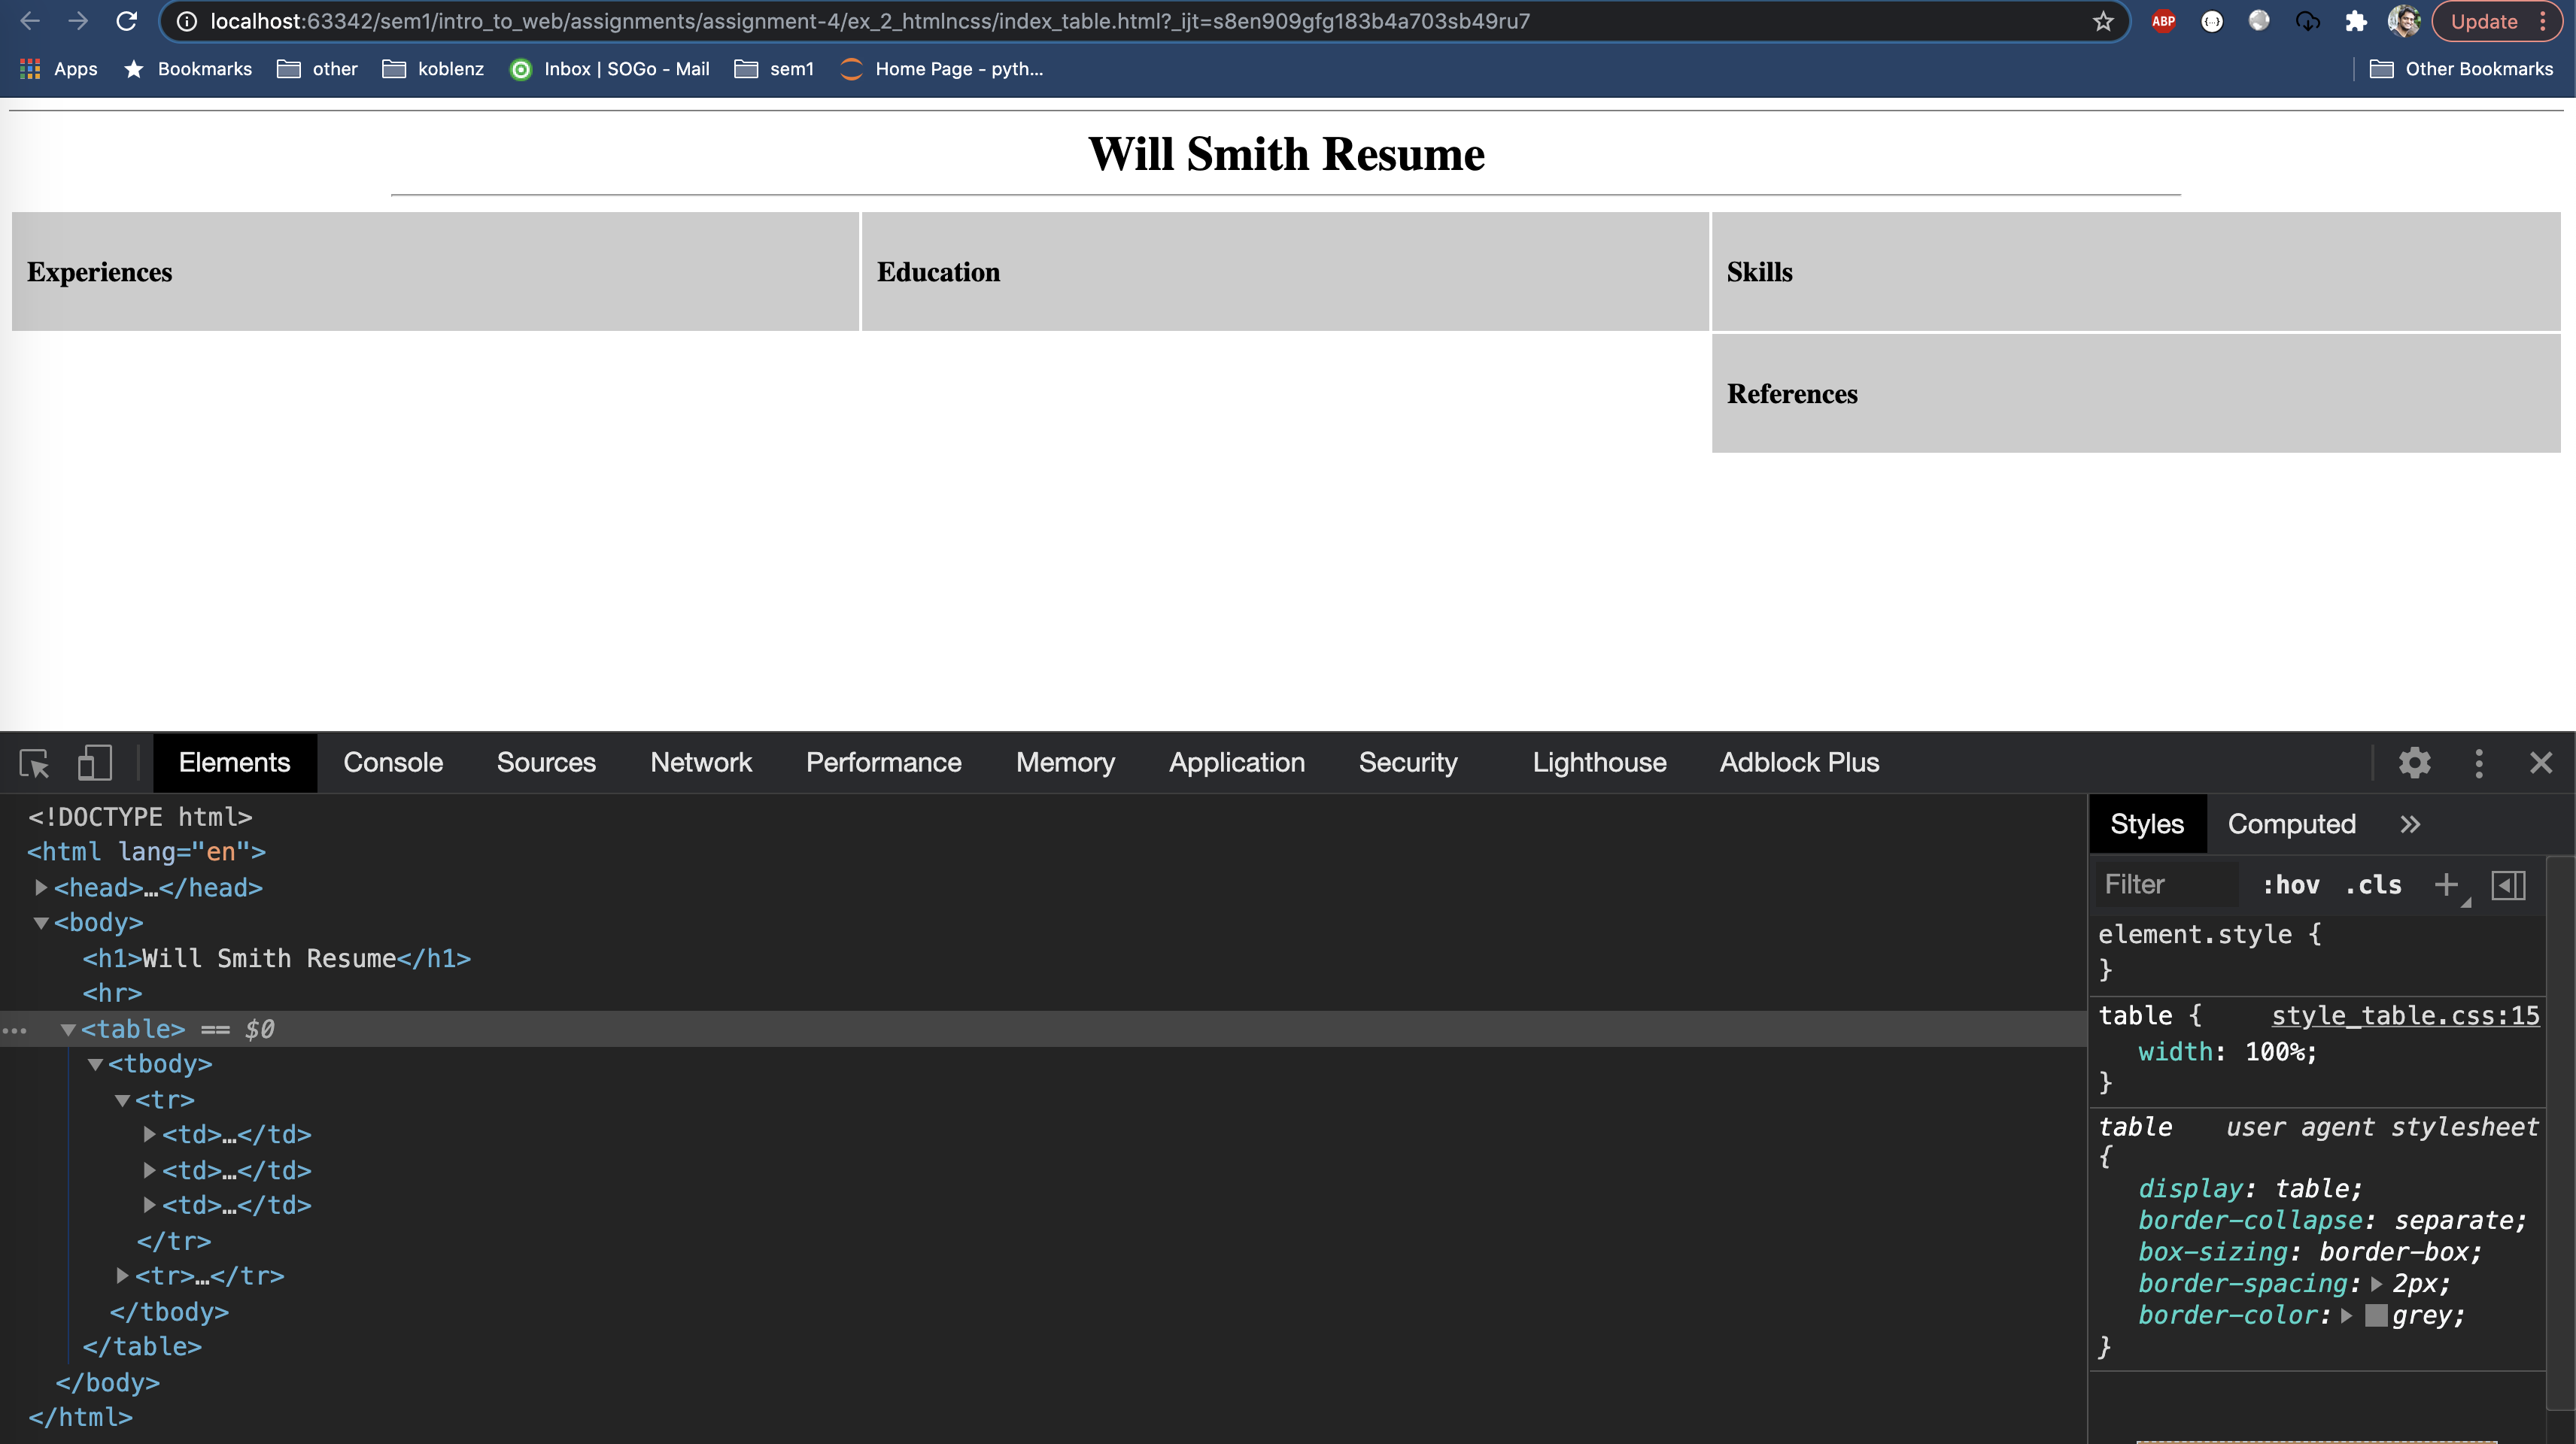 localhost:63342/sem1/intro_to_web/assignments/assignment-4/ex_2_htmlncss/index_table.html?_ijt=s8en909gfg183b4a703sb49ru7 ABP Update
Apps Bookmarks other koblenz Inbox | SOGo - Mail sem1 Home Page - pyth... Other Bookmarks
Will Smith Resume
Experiences Education Skills
References
Elements Console Sources Network Performance Memory Application Security Lighthouse Adblock Plus
<!DOCTYPE html>
<html lang="en">
<head>…</head>
<body>
<h1>Will Smith Resume</h1>
<hr>
<table> == $0
<tbody>
<tr>
<td>…</td>
<td>…</td>
<td>…</td>
</tr>
<tr>…</tr>
</tbody>
</table>
</body>
</html>
Styles Computed »
Filter :hov .cls +
element.style {
}
table { style_table.css:15
width: 100%;
}
table user agent stylesheet
{
display: table;
border-collapse: separate;
box-sizing: border-box;
border-spacing: 2px;
border-color: grey;
}